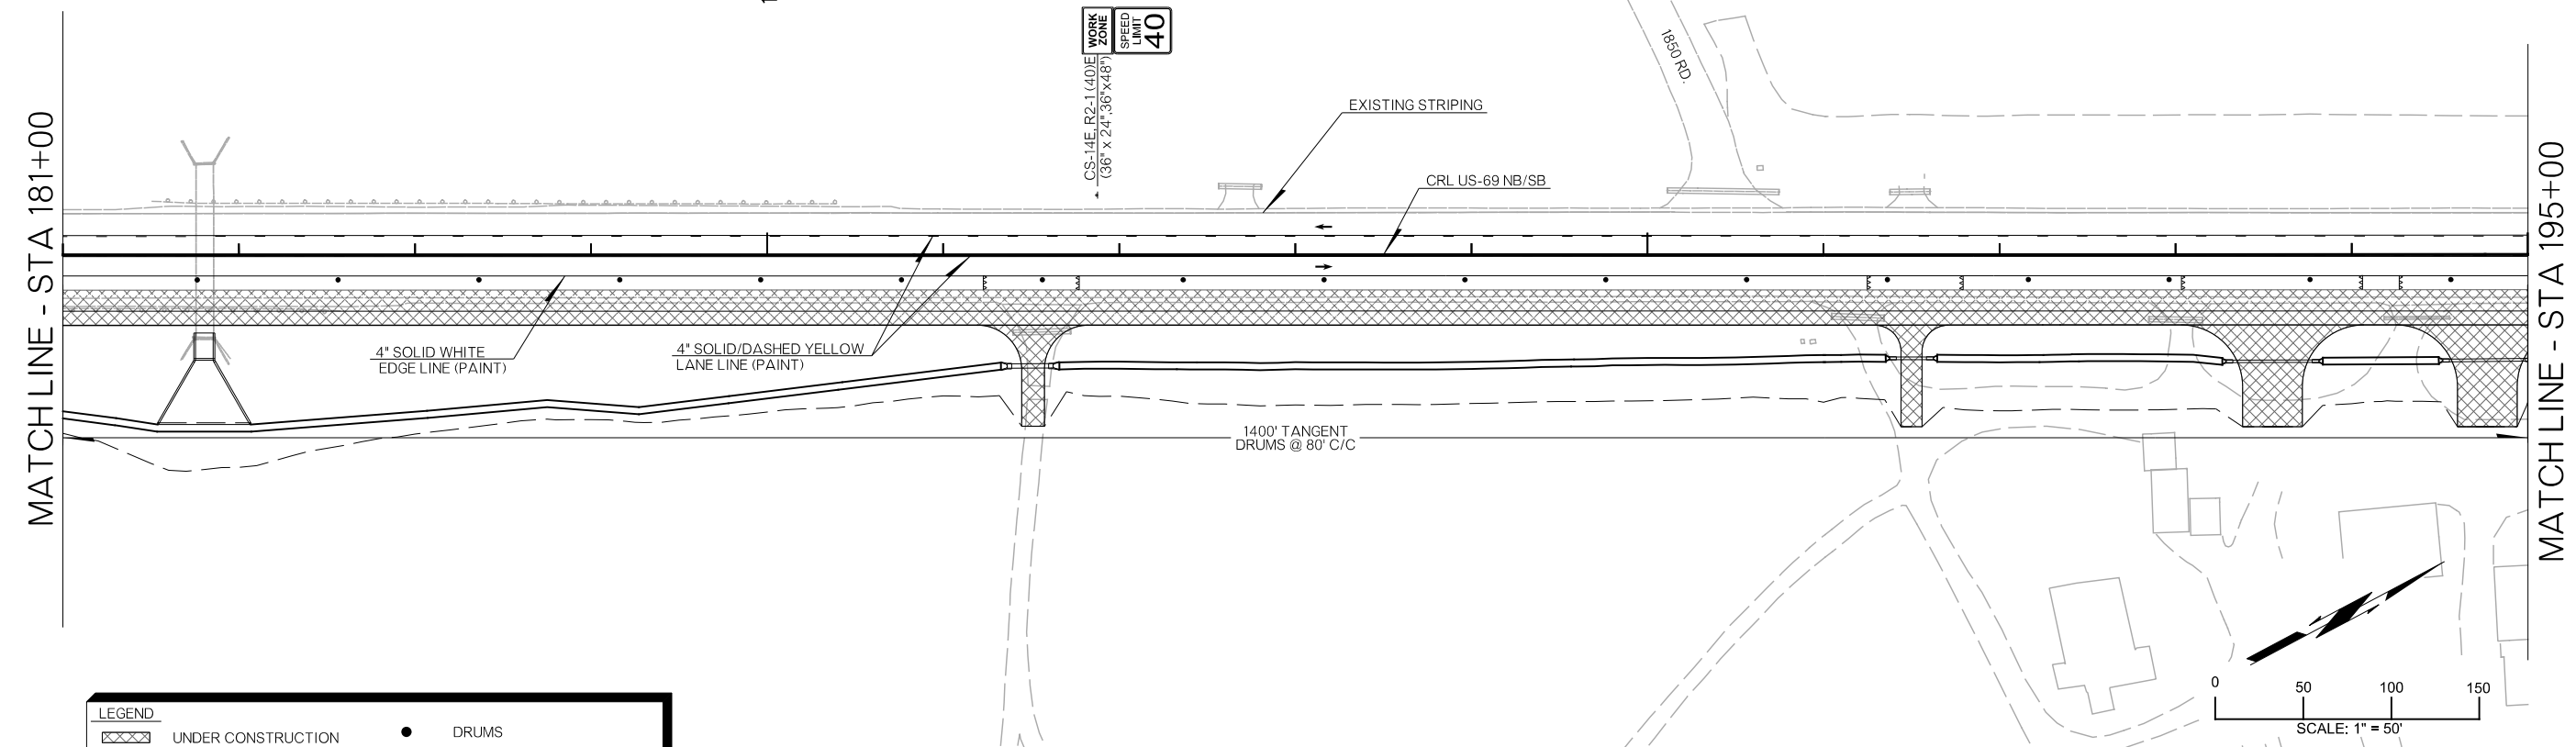 WORK
ZONE
SPEED
LIMIT
40
CS-14E, R2-1 (40)E
(36" x 24",36"x48")
1850 RD.
EXISTING STRIPING
CRL US-69 NB/SB
MATCH LINE - STA 181+00
MATCH LINE - STA 195+00
4" SOLID WHITE
EDGE LINE (PAINT)
4" SOLID/DASHED YELLOW
LANE LINE (PAINT)
1400' TANGENT
DRUMS @ 80' C/C
0 50 100 150
SCALE: 1" = 50'
LEGEND
UNDER CONSTRUCTION
DRUMS